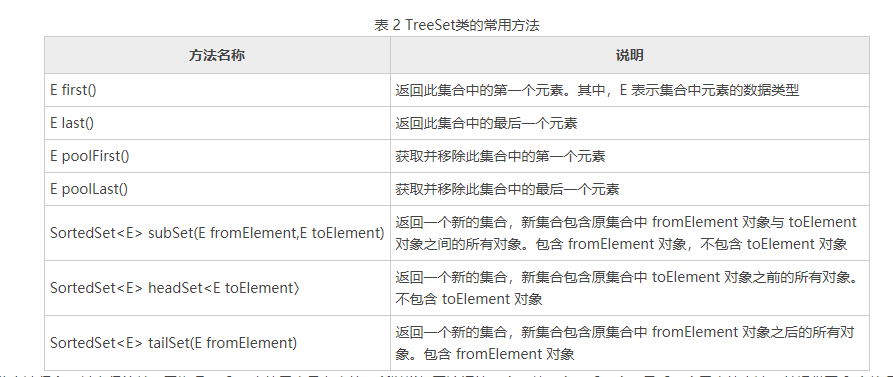 表 2 TreeSet类的常用方法
方法名称 说明
E first() 返回此集合中的第一个元素。其中，E 表示集合中元素的数据类型
E last() 返回此集合中的最后一个元素
E poolFirst() 获取并移除此集合中的第一个元素
E poolLast() 获取并移除此集合中的最后一个元素
SortedSet<E> subSet(E fromElement,E toElement) 返回一个新的集合，新集合包含原集合中 fromElement 对象与 toElement
对象之间的所有对象。包含 fromElement 对象，不包含 toElement 对象
SortedSet<E> headSet<E toElement〉 返回一个新的集合，新集合包含原集合中 toElement 对象之前的所有对象。
不包含 toElement 对象
SortedSet<E> tailSet(E fromElement) 返回一个新的集合，新集合包含原集合中 fromElement 对象之后的所有对
象。包含 fromElement 对象